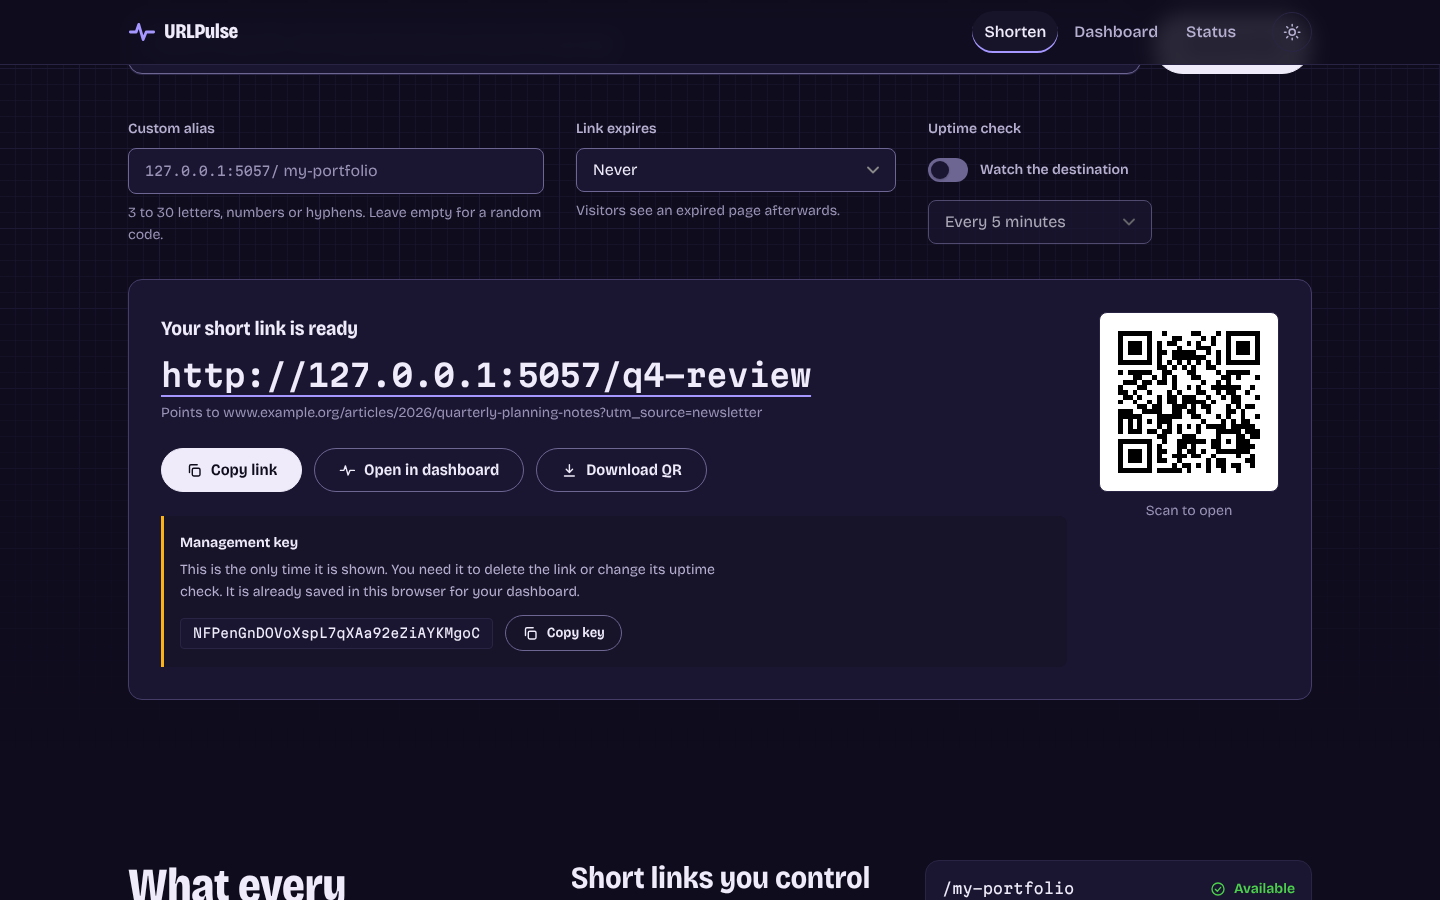 URLPulse
Shorten Dashboard Status
Custom alias
127.0.0.1:5057/ my-portfolio
3 to 30 letters, numbers or hyphens. Leave empty for a random
code.
Link expires
Never
Visitors see an expired page afterwards.
Uptime check
Watch the destination
Every 5 minutes
Your short link is ready
http://127.0.0.1:5057/q4-review
Points to www.example.org/articles/2026/quarterly-planning-notes?utm_source=newsletter
Copy link
Open in dashboard
Download QR
Scan to open
Management key
This is the only time it is shown. You need it to delete the link or change its uptime
check. It is already saved in this browser for your dashboard.
NFPenGnDOVoXspL7qXAa92eZiAYKMgoC
Copy key
What every
Short links you control
/my-portfolio
Available